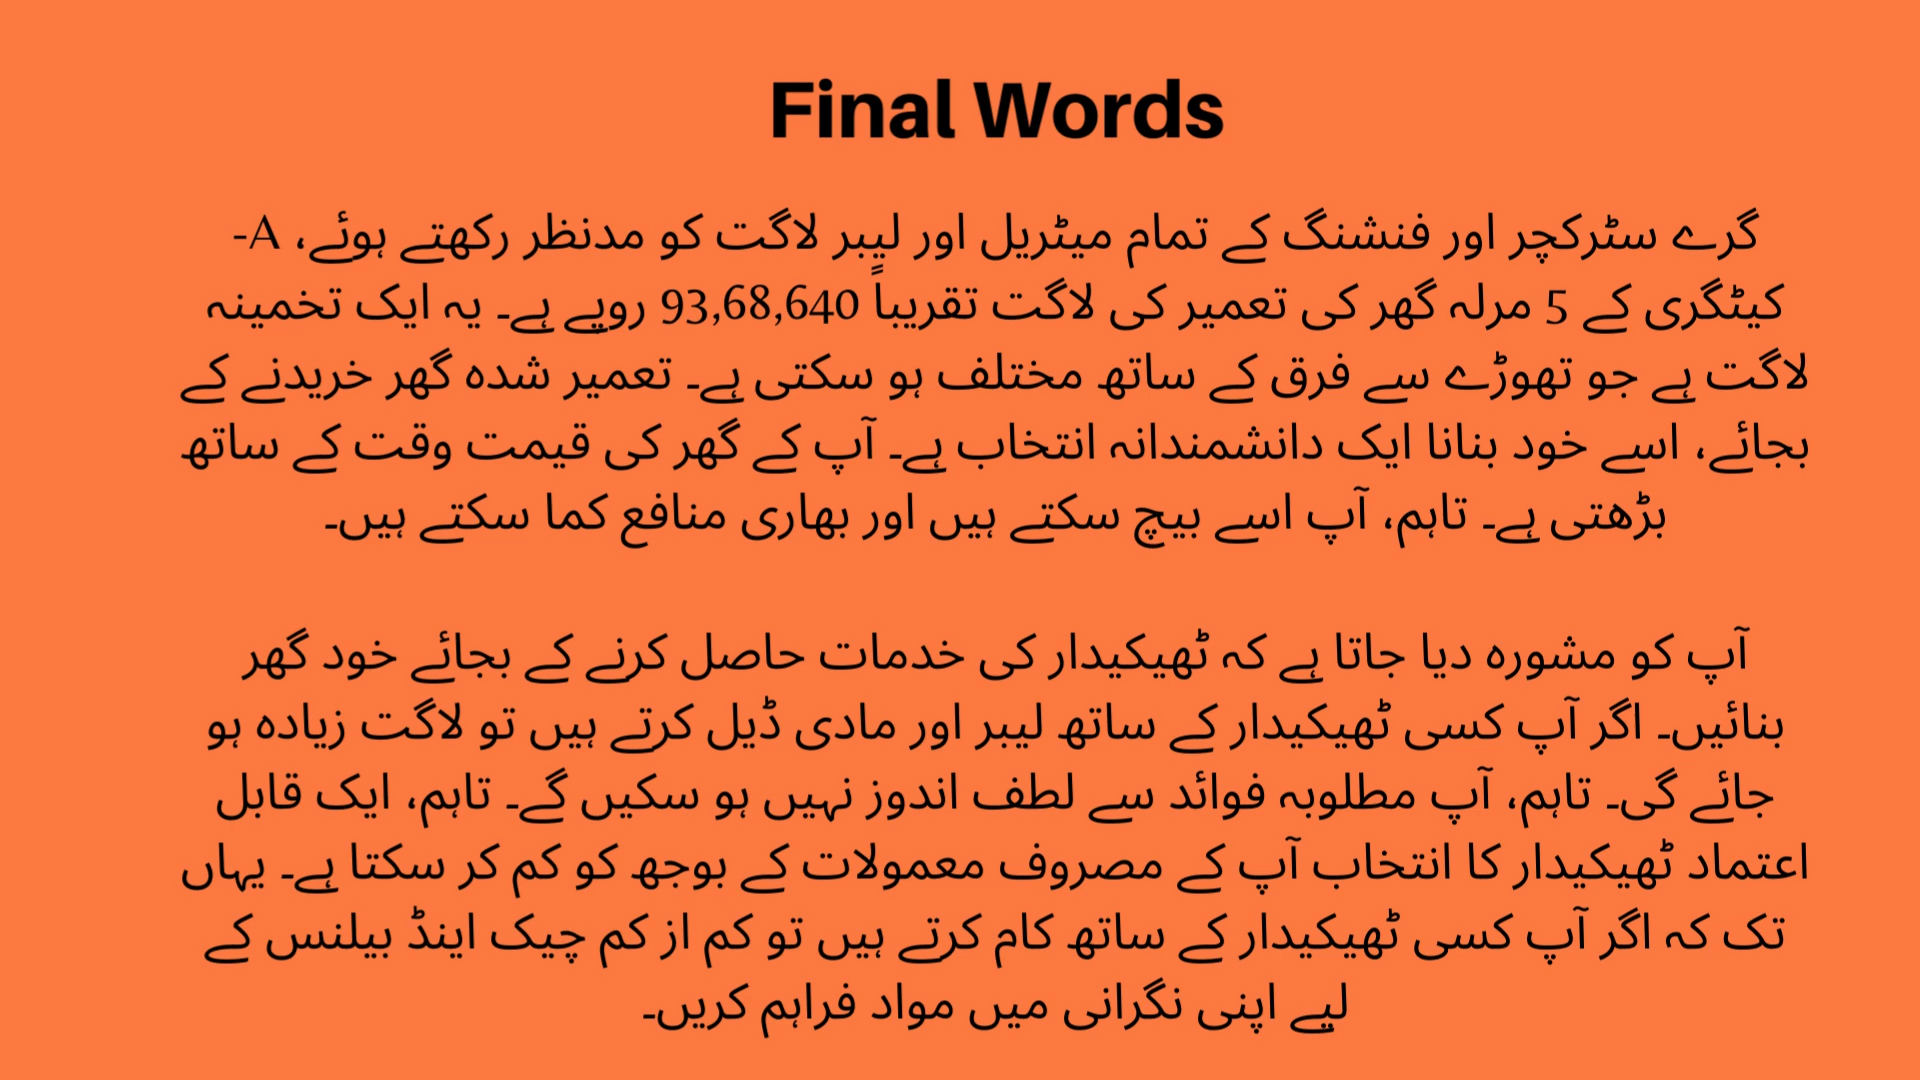 Final Words
گرے سٹرکچر اور فنشنگ کے تمام میٹریل اور لیبر لاگت کو مدنظر رکھتے ہوئے، A-
کیٹگری کے 5 مرلہ گھر کی تعمیر کی لاگت تقریباً 93,68,640 روپے ہے۔ یہ ایک تخمینہ
لاگت ہے جو تھوڑے سے فرق کے ساتھ مختلف ہو سکتی ہے۔ تعمیر شدہ گھر خریدنے کے
بجائے، اسے خود بنانا ایک دانشمندانہ انتخاب ہے۔ آپ کے گھر کی قیمت وقت کے ساتھ
بڑھتی ہے۔ تاہم، آپ اسے بیچ سکتے ہیں اور بھاری منافع کما سکتے ہیں۔
آپ کو مشورہ دیا جاتا ہے کہ ٹھیکیدار کی خدمات حاصل کرنے کے بجائے خود گھر
بنائیں۔ اگر آپ کسی ٹھیکیدار کے ساتھ لیبر اور مادی ڈیل کرتے ہیں تو لاگت زیادہ ہو
جائے گی۔ تاہم، آپ مطلوبہ فوائد سے لطف اندوز نہیں ہو سکیں گے۔ تاہم، ایک قابل
اعتماد ٹھیکیدار کا انتخاب آپ کے مصروف معمولات کے بوجھ کو کم کر سکتا ہے۔ یہاں
تک کہ اگر آپ کسی ٹھیکیدار کے ساتھ کام کرتے ہیں تو کم از کم چیک اینڈ بیلنس کے
لیے اپنی نگرانی میں مواد فراہم کریں۔